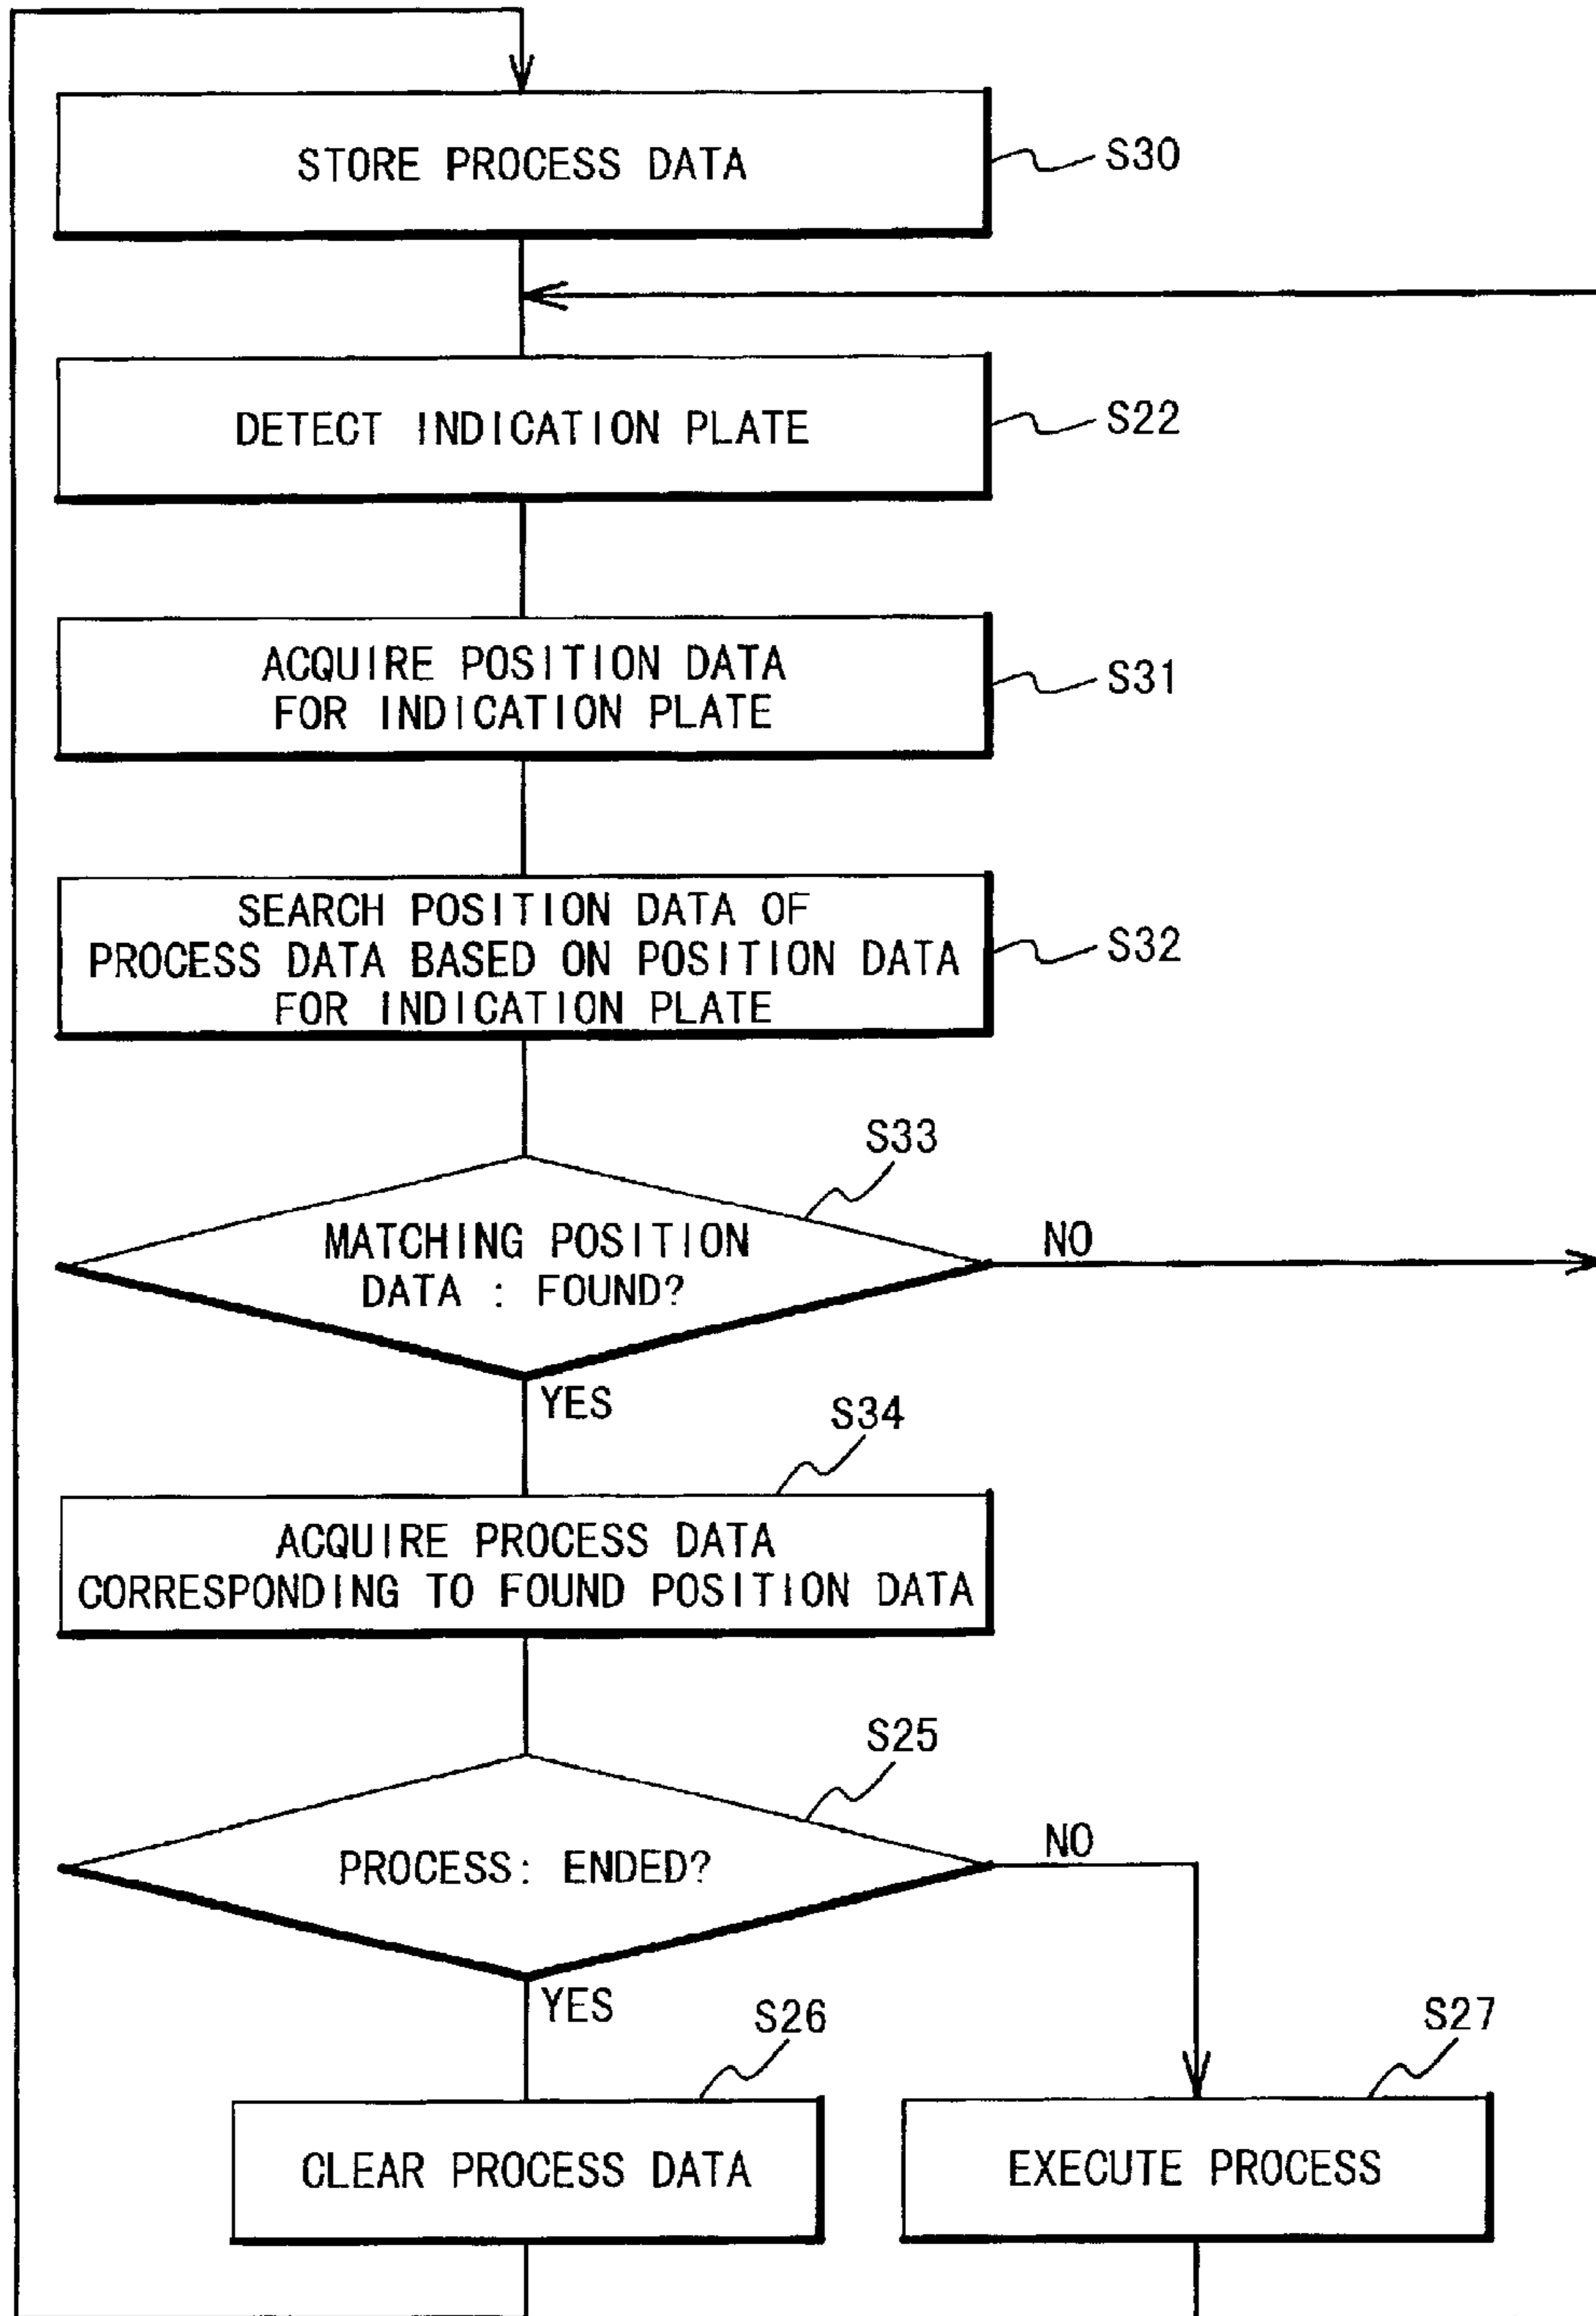 STORE PROCESS DATA
S30
DETECT INDICATION PLATE
S22
ACQUIRE POSITION DATA
FOR INDICATION PLATE
S31
SEARCH POSITION DATA OF
PROCESS DATA BASED ON POSITION DATA
FOR INDICATION PLATE
S32
S33
MATCHING POSITION
DATA : FOUND?
NO
YES
S34
ACQUIRE PROCESS DATA
CORRESPONDING TO FOUND POSITION DATA
S25
PROCESS: ENDED?
NO
YES
S26
S27
CLEAR PROCESS DATA
EXECUTE PROCESS